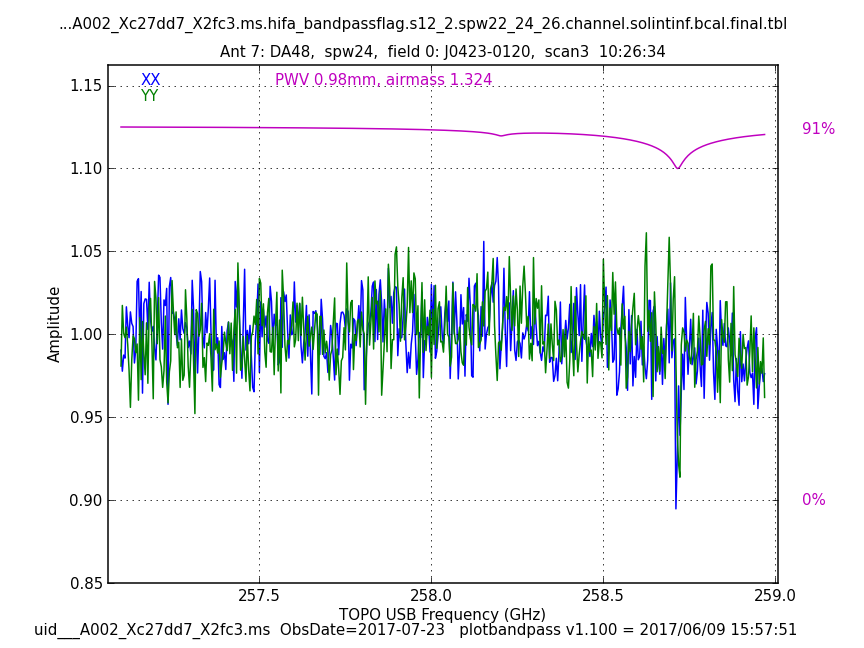 ...A002_Xc27dd7_X2fc3.ms.hifa_bandpassflag.s12_2.spw22_24_26.channel.solintinf.bcal.final.tbl
Ant 7: DA48,  spw24,  field 0: J0423-0120,  scan3  10:26:34
XX
PWV 0.98mm, airmass 1.324
YY
1.15
1.10
1.05
1.00
0.95
0.90
0.85
Amplitude
91%
0%
257.5
258.0
258.5
259.0
TOPO USB Frequency (GHz)
uid___A002_Xc27dd7_X2fc3.ms  ObsDate=2017-07-23   plotbandpass v1.100 = 2017/06/09 15:57:51